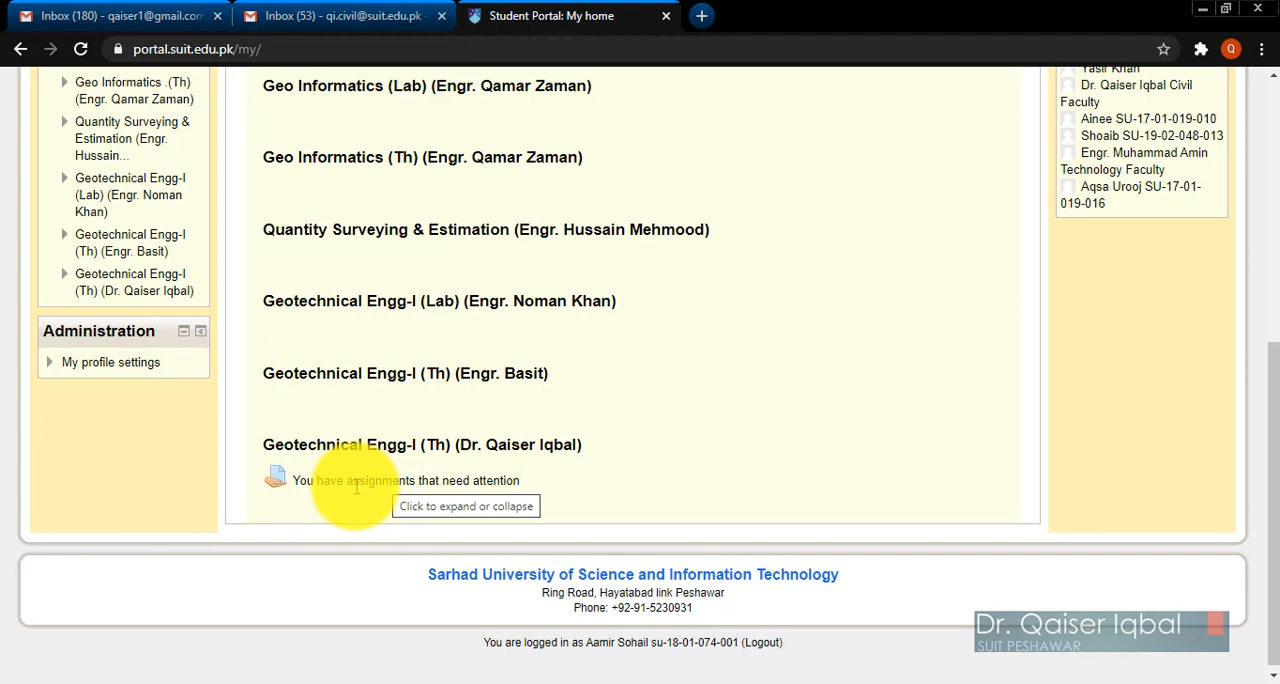 Inbox (180) - qaiser1@gmail.com
Inbox (53) - qi.civil@suit.edu.pk -
Student Portal: My home
portal.suit.edu.pk/my/
Q
Geo Informatics .(Th)
(Engr. Qamar Zaman)
Quantity Surveying &
Estimation (Engr.
Hussain...
Geotechnical Engg-I
(Lab) (Engr. Noman
Khan)
Geotechnical Engg-I
(Th) (Engr. Basit)
Geotechnical Engg-I
(Th) (Dr. Qaiser Iqbal)
Administration
My profile settings
Geo Informatics (Lab) (Engr. Qamar Zaman)
Geo Informatics (Th) (Engr. Qamar Zaman)
Quantity Surveying & Estimation (Engr. Hussain Mehmood)
Geotechnical Engg-I (Lab) (Engr. Noman Khan)
Geotechnical Engg-I (Th) (Engr. Basit)
Geotechnical Engg-I (Th) (Dr. Qaiser Iqbal)
You have assignments that need attention
Click to expand or collapse
Yasir Khan
Dr. Qaiser Iqbal Civil
Faculty
Ainee SU-17-01-019-010
Shoaib SU-19-02-048-013
Engr. Muhammad Amin
Technology Faculty
Aqsa Urooj SU-17-01-
019-016
Sarhad University of Science and Information Technology
Ring Road, Hayatabad link Peshawar
Phone: +92-91-5230931
You are logged in as Aamir Sohail su-18-01-074-001 (Logout)
Dr. Qaiser Iqbal
SUIT PESHAWAR